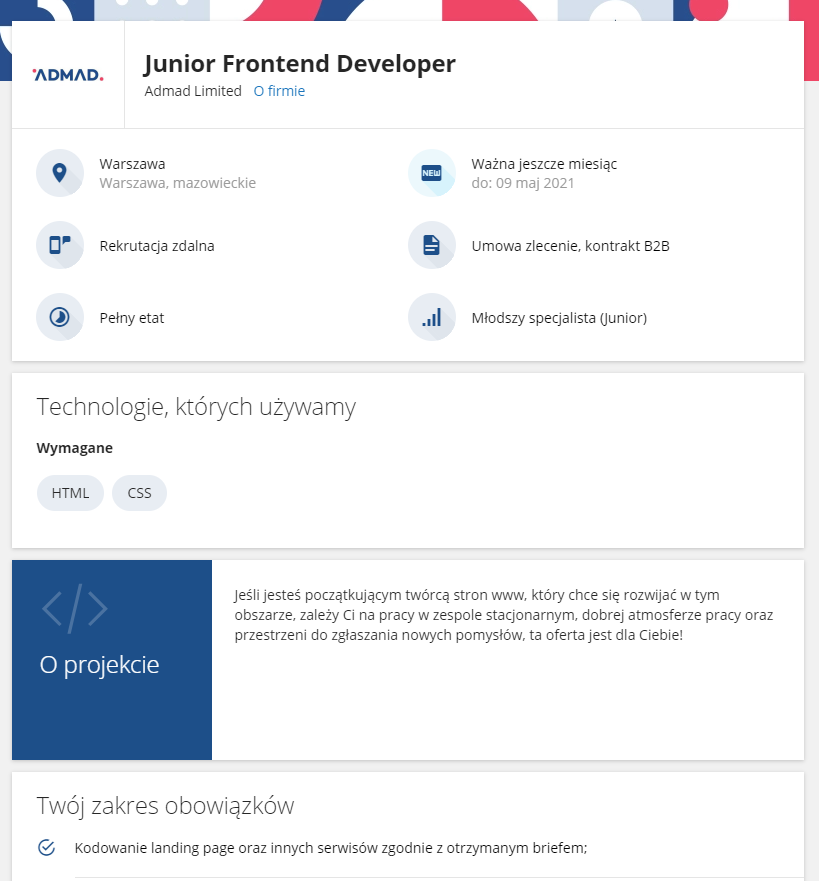 ADMAD.
Junior Frontend Developer
Admad Limited O firmie
Warszawa
Warszawa, mazowieckie
NEW
Ważna jeszcze miesiąc
do: 09 maj 2021
Rekrutacja zdalna
Umowa zlecenie, kontrakt B2B
Pełny etat
Młodszy specjalista (Junior)
Technologie, których używamy
Wymagane
HTML CSS
</>
O projekcie
Jeśli jesteś początkującym twórcą stron www, który chce się rozwijać w tym
obszarze, zależy Ci na pracy w zespole stacjonarnym, dobrej atmosferze pracy oraz
przestrzeni do zgłaszania nowych pomysłów, ta oferta jest dla Ciebie!
Twój zakres obowiązków
Kodowanie landing page oraz innych serwisów zgodnie z otrzymanym briefem;